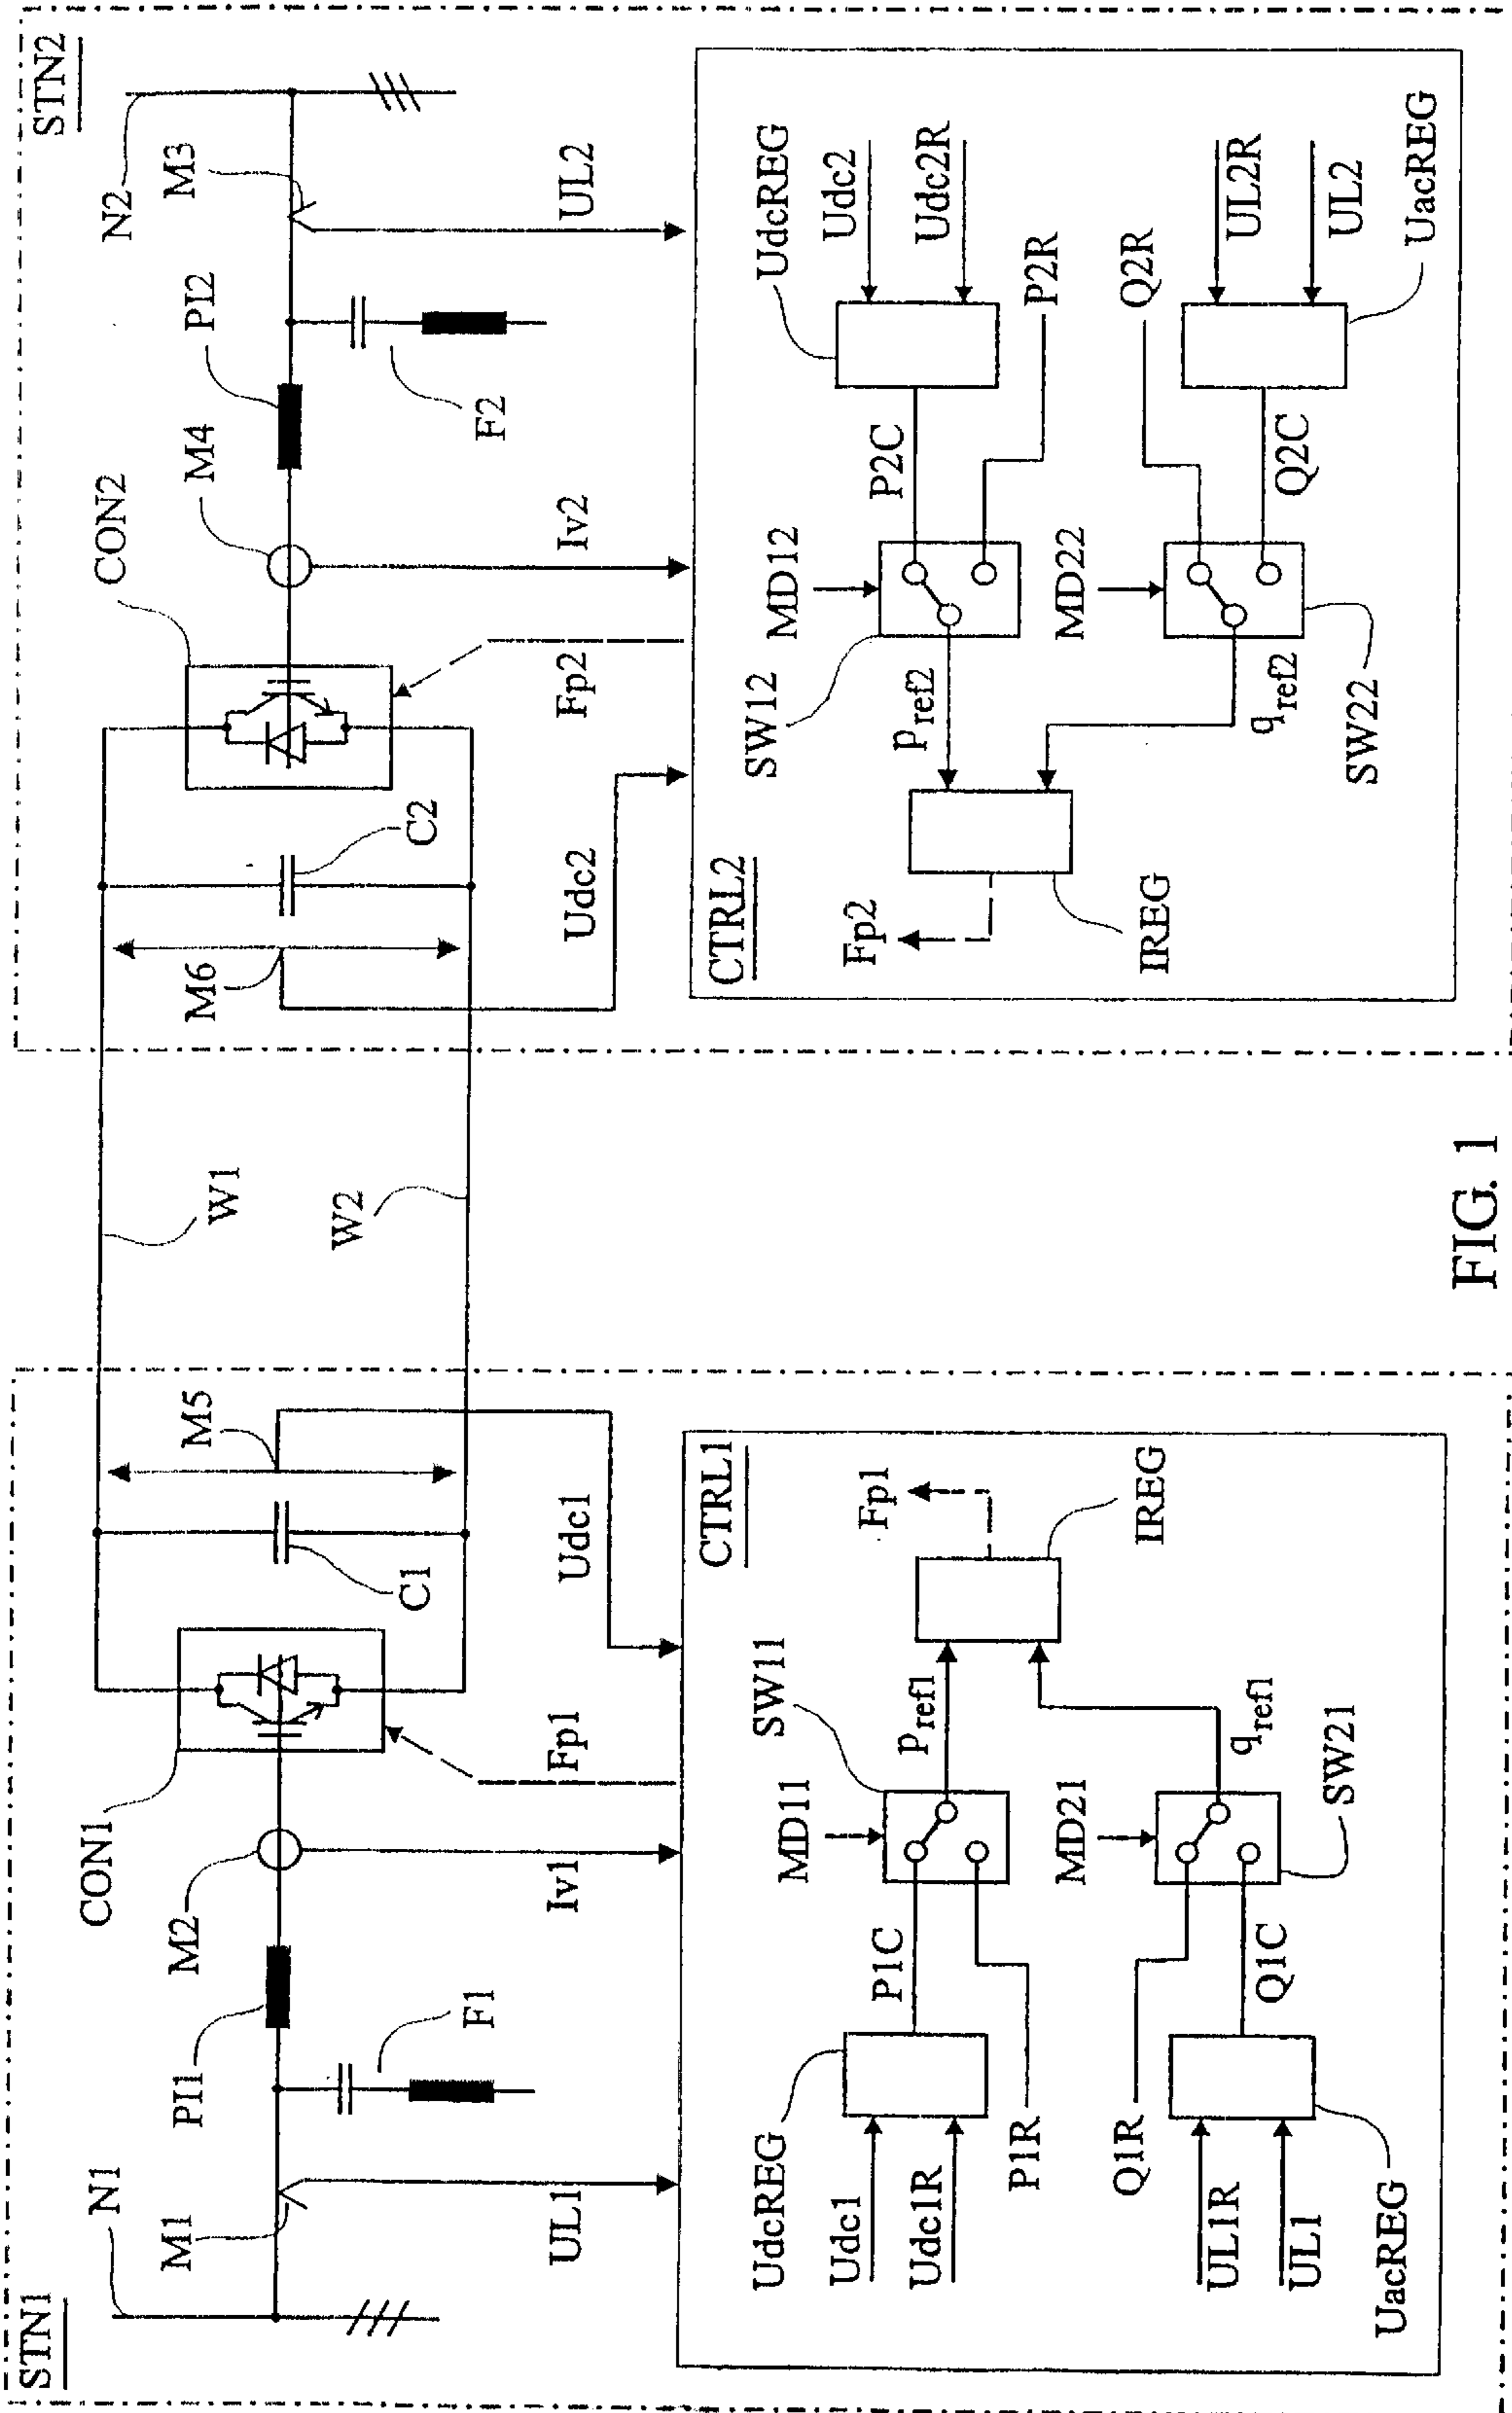 STN1
N1
M1
PI1
M2
CON1
F1
C1
M5
UL1
Iv1
Fp1
Udc1
W1
W2
STN2
N2
M3
PI2
M4
CON2
F2
C2
M6
UL2
Iv2
Fp2
Udc2
CTRL1
UdcREG
Udc1
Udc1R
P1C
P1R
MD11
SW11
pref1
Fp1
IREG
Q1R
UL1R
UL1
UacREG
Q1C
MD21
SW21
qref1
CTRL2
Fp2
IREG
pref2
SW12
MD12
P2C
P2R
UdcREG
Udc2
Udc2R
qref2
SW22
MD22
Q2R
Q2C
UL2R
UL2
UacREG
FIG. 1